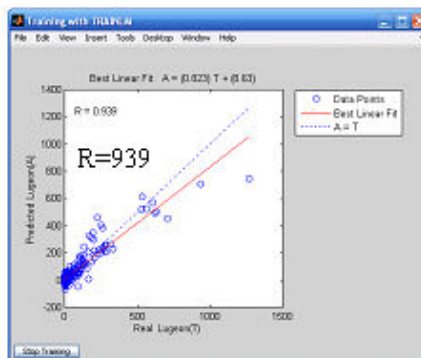 Training with TRAINLM
File Edit View Insert Tools Desktop Window Help
Best Linear Fit: A = (0.823) T + (8.63)
1400
1200
1000
800
600
400
200
0
-200
R = 0.939
R=939
Data Points
Best Linear Fit
A = T
Predicted Lugeon(A)
0 500 1000 1500
Real Lugeon(T)
Stop Training